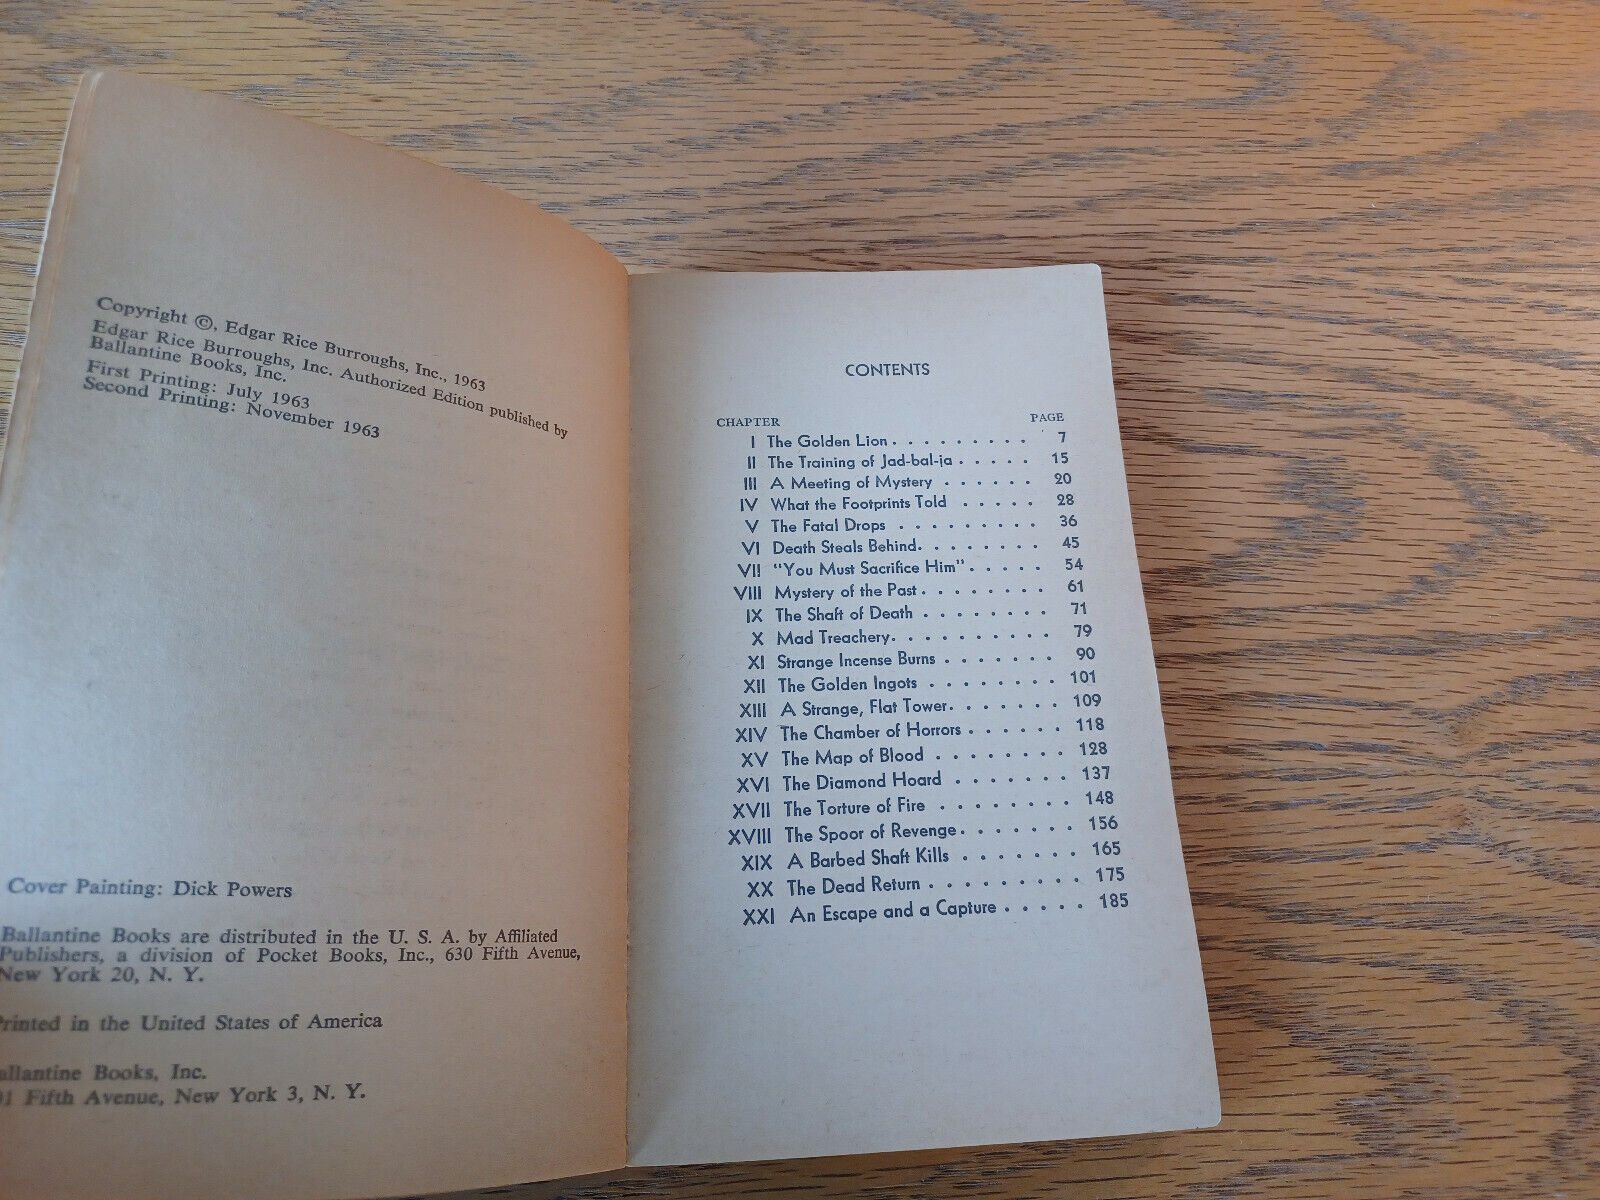 Copyright ©, Edgar Rice Burroughs, Inc., 1963
Edgar Rice Burroughs, Inc. Authorized Edition published by
Ballantine Books, Inc.
First Printing: July 1963
Second Printing: November 1963
Cover Painting: Dick Powers
Ballantine Books are distributed in the U. S. A. by Affiliated
Publishers, a division of Pocket Books, Inc., 630 Fifth Avenue,
New York 20, N. Y.
Printed in the United States of America
allantine Books, Inc.
01 Fifth Avenue, New York 3, N. Y.
CONTENTS
CHAPTER PAGE
I The Golden Lion . . . . . . . . . 7
II The Training of Jad-bal-ja . . . . . 15
III A Meeting of Mystery . . . . . . 20
IV What the Footprints Told . . . . . 28
V The Fatal Drops . . . . . . . . . 36
VI Death Steals Behind. . . . . . . . 45
VII "You Must Sacrifice Him" . . . . . 54
VIII Mystery of the Past . . . . . . . . 61
IX The Shaft of Death . . . . . . . . 71
X Mad Treachery. . . . . . . . . . 79
XI Strange Incense Burns . . . . . . . 90
XII The Golden Ingots . . . . . . . . 101
XIII A Strange, Flat Tower. . . . . . . 109
XIV The Chamber of Horrors . . . . . . 118
XV The Map of Blood . . . . . . . . 128
XVI The Diamond Hoard . . . . . . . 137
XVII The Torture of Fire . . . . . . . . 148
XVIII The Spoor of Revenge. . . . . . . 156
XIX A Barbed Shaft Kills . . . . . . . 165
XX The Dead Return . . . . . . . . . 175
XXI An Escape and a Capture . . . . . 185